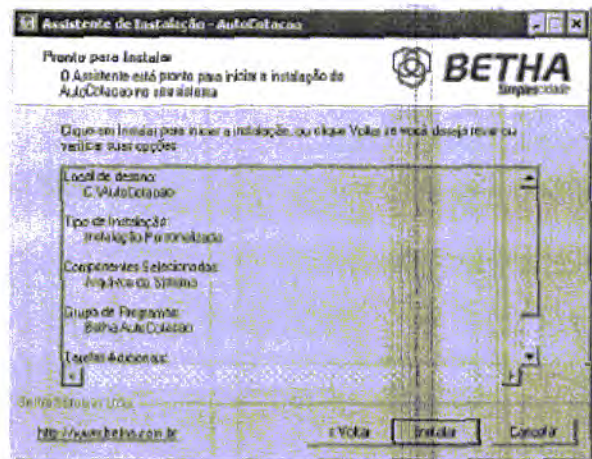 Assistente de Instalação - AutoCotacao
Pronto para Instalar
O Assistente está pronto para iniciar a instalação do
AutoCotacao no seu sistema
BETHA
Simplescidade
Clique em Instalar para iniciar a instalação, ou clique Voltar se você deseja rever ou
verificar suas opções
Local de destino:
C:\AutoCotacao
Tipo de Instalação:
Instalação Personalizada
Componentes Selecionados:
Arquivos do Sistema
Grupo de Programas:
Betha AutoCotacao
Tarefas Adicionais:
Betha Sistemas Ltda.
http://www.betha.com.br
< Voltar
Instalar
Cancelar